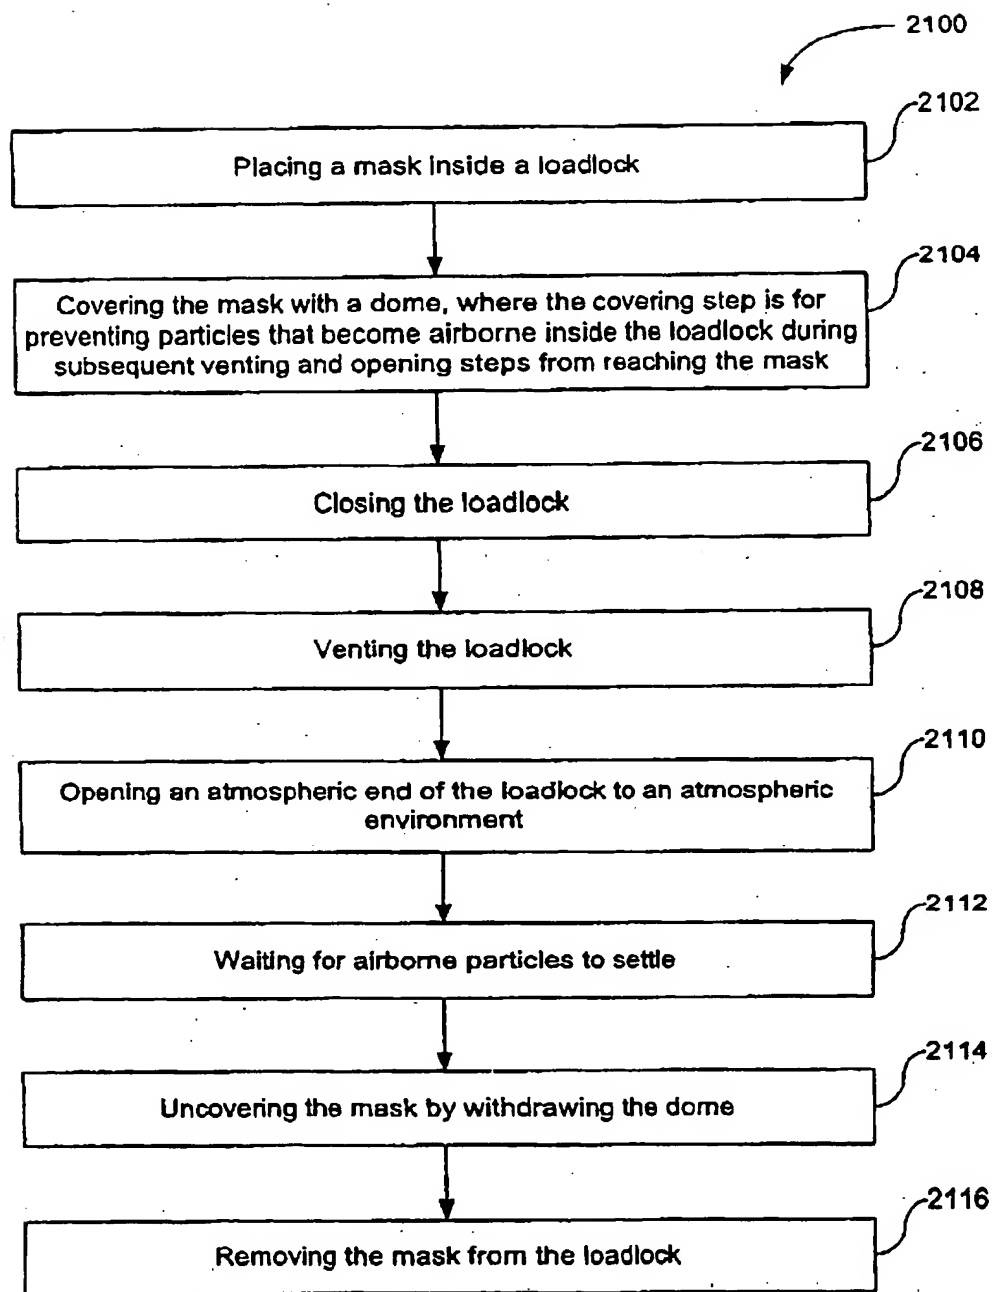 2100
2102
Placing a mask inside a loadlock
2104
Covering the mask with a dome, where the covering step is for
preventing particles that become airborne inside the loadlock during
subsequent venting and opening steps from reaching the mask
2106
Closing the loadlock
2108
Venting the loadlock
2110
Opening an atmospheric end of the loadlock to an atmospheric
environment
2112
Waiting for airborne particles to settle
2114
Uncovering the mask by withdrawing the dome
2116
Removing the mask from the loadlock